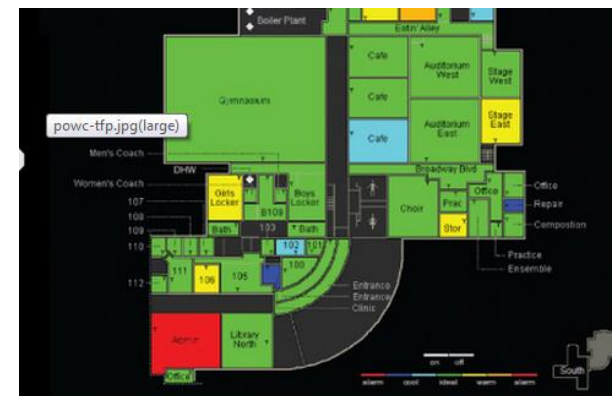 Boiler Plant
Eatin' Alley
Cafe
Auditorium
West
Stage
West
Gymnasium
Cafe
powc-tfp.jpg(large)
Cafe
Auditorium
East
Stage
East
Men's Coach
DHW
Broadway Blvd
Women's Coach
107
108
109
110
112
Girls
Locker
B109
Boys
Locker
Choir
Prac
Office
Office
Repair
Stor
Compostion
Bath
103
Bath
102
101
Practice
Ensemble
111
106
105
100
Entrance
Entrance
Clinic
Admin
Library
North
Office
on off
alarm cool ideal warm alarm
South